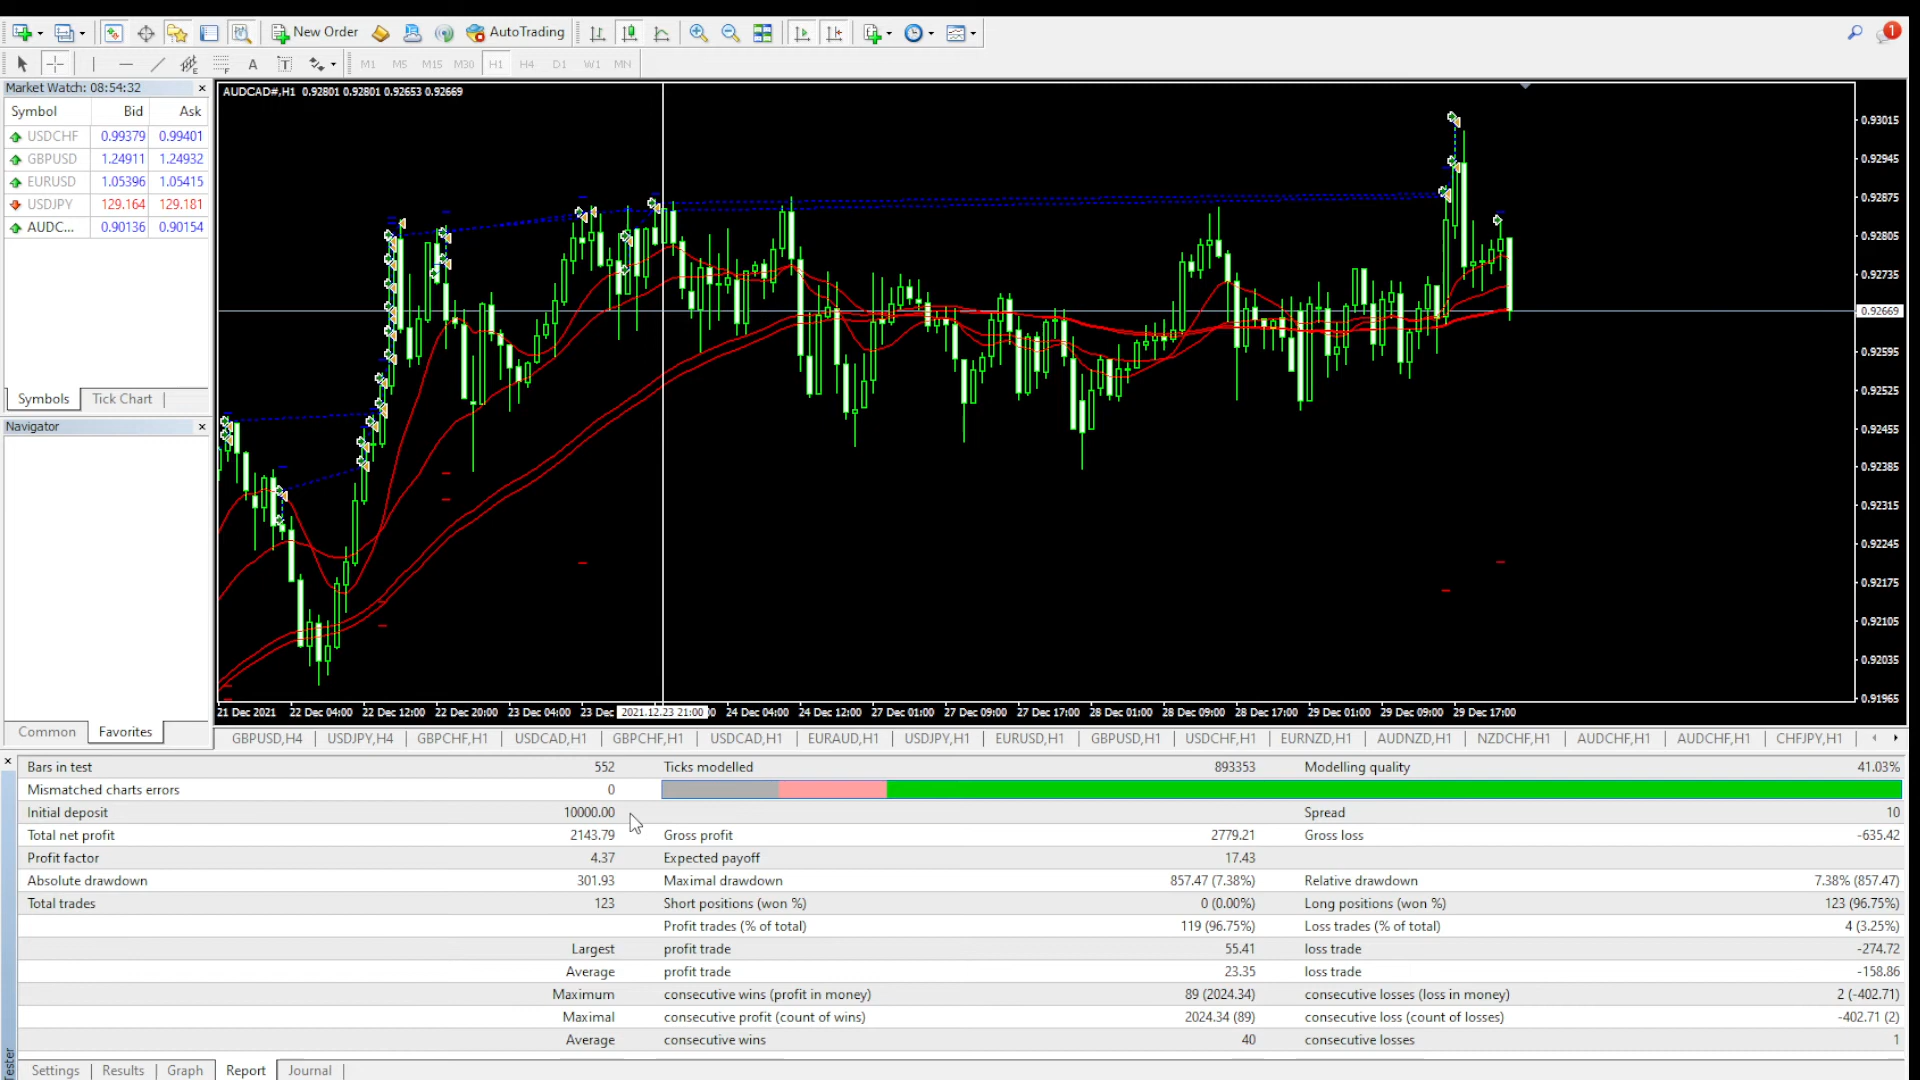 New Order AutoTrading 1
A T M1 M5 M15 M30 H1 H4 D1 W1 MN
Market Watch: 08:54:32
Symbol Bid Ask
USDCHF 0.99379 0.99401
GBPUSD 1.24911 1.24932
EURUSD 1.05396 1.05415
USDJPY 129.164 129.181
AUDC... 0.90136 0.90154
Symbols Tick Chart
Navigator
Common Favorites
AUDCAD#,H1 0.92801 0.92801 0.92653 0.92669
0.93015
0.92945
0.92875
0.92805
0.92735
0.92669
0.92595
0.92525
0.92455
0.92385
0.92315
0.92245
0.92175
0.92105
0.92035
0.91965
21 Dec 2021 22 Dec 04:00 22 Dec 12:00 22 Dec 20:00 23 Dec 04:00 23 Dec 2021.12.23 21:00 24 Dec 04:00 24 Dec 12:00 27 Dec 01:00 27 Dec 09:00 27 Dec 17:00 28 Dec 01:00 28 Dec 09:00 28 Dec 17:00 29 Dec 01:00 29 Dec 09:00 29 Dec 17:00
GBPUSD,H4 USDJPY,H4 GBPCHF,H1 USDCAD,H1 GBPCHF,H1 USDCAD,H1 EURAUD,H1 USDJPY,H1 EURUSD,H1 GBPUSD,H1 USDCHF,H1 EURNZD,H1 AUDNZD,H1 NZDCHF,H1 AUDCHF,H1 AUDCHF,H1 CHFJPY,H1
Bars in test 552 Ticks modelled 893353 Modelling quality 41.03%
Mismatched charts errors 0
Initial deposit 10000.00 Spread 10
Total net profit 2143.79 Gross profit 2779.21 Gross loss -635.42
Profit factor 4.37 Expected payoff 17.43
Absolute drawdown 301.93 Maximal drawdown 857.47 (7.38%) Relative drawdown 7.38% (857.47)
Total trades 123 Short positions (won %) 0 (0.00%) Long positions (won %) 123 (96.75%)
Profit trades (% of total) 119 (96.75%) Loss trades (% of total) 4 (3.25%)
Largest profit trade 55.41 loss trade -274.72
Average profit trade 23.35 loss trade -158.86
Maximum consecutive wins (profit in money) 89 (2024.34) consecutive losses (loss in money) 2 (-402.71)
Maximal consecutive profit (count of wins) 2024.34 (89) consecutive loss (count of losses) -402.71 (2)
Average consecutive wins 40 consecutive losses 1
Settings Results Graph Report Journal